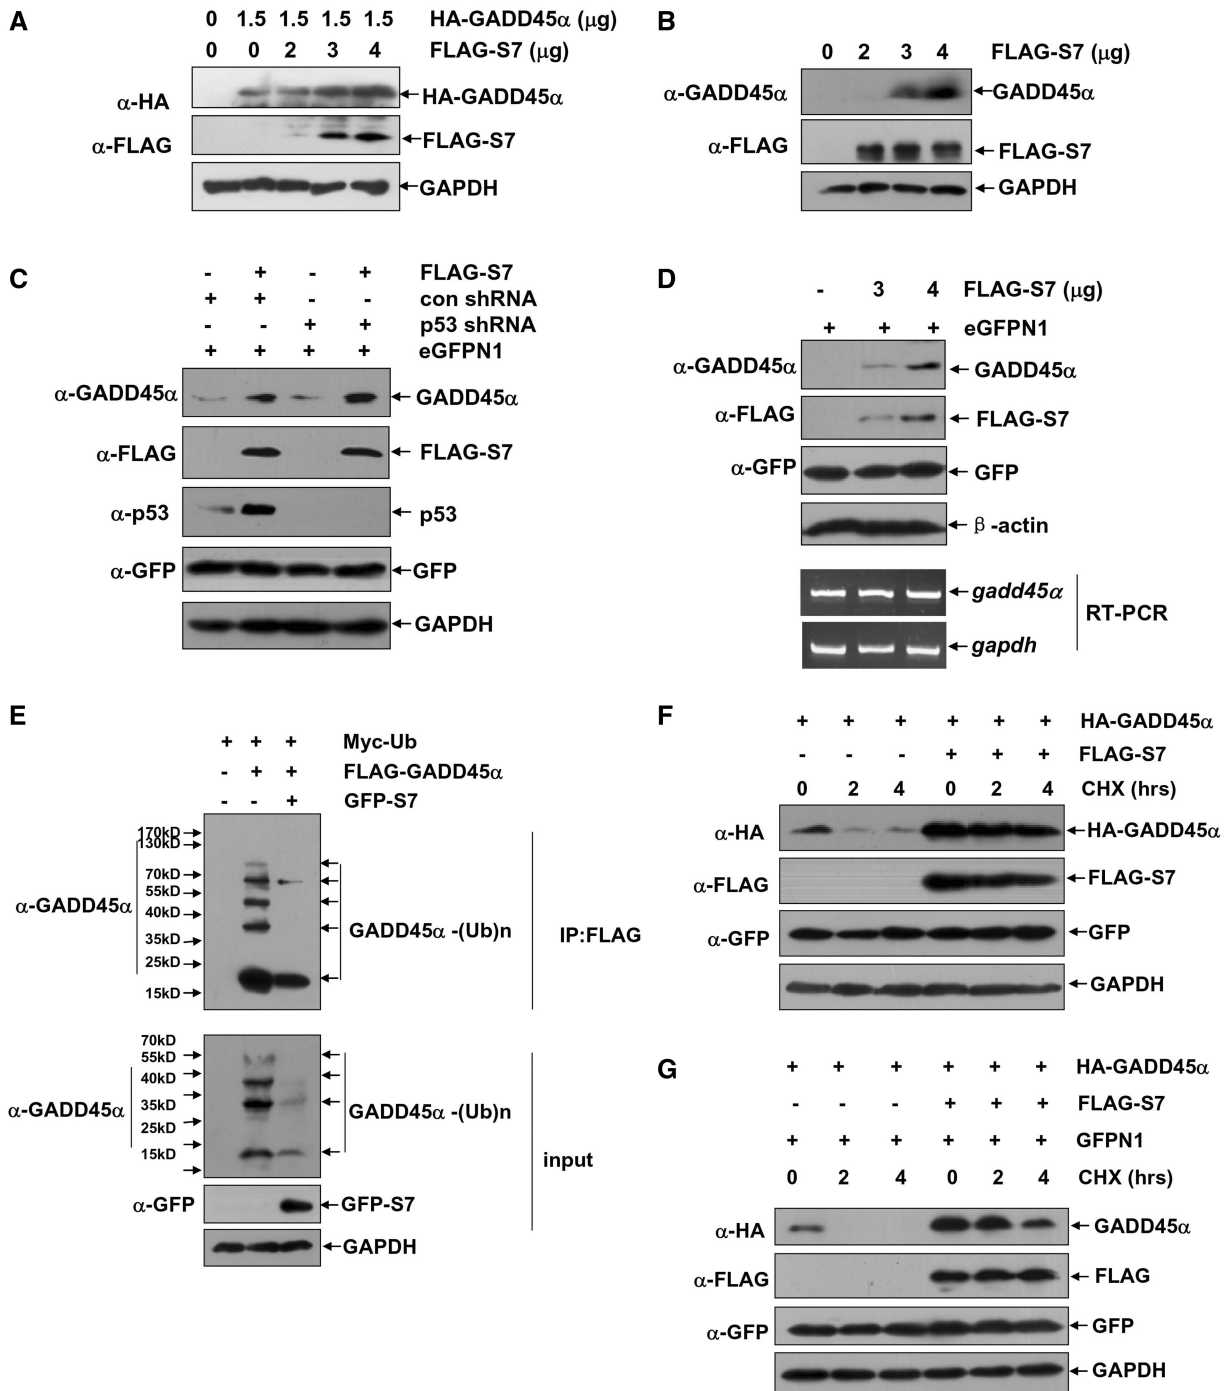 A
0 1.5 1.5 1.5 1.5 HA-GADD45α (μg)
0 0 2 3 4 FLAG-S7 (μg)
α-HA HA-GADD45α
α-FLAG FLAG-S7
GAPDH
B
0 2 3 4 FLAG-S7 (μg)
α-GADD45α GADD45α
α-FLAG FLAG-S7
GAPDH
C
- + - + FLAG-S7
+ + - - con shRNA
- - + + p53 shRNA
+ + + + eGFPN1
α-GADD45α GADD45α
α-FLAG FLAG-S7
α-p53 p53
α-GFP GFP
GAPDH
D
- 3 4 FLAG-S7 (μg)
+ + + eGFPN1
α-GADD45α GADD45α
α-FLAG FLAG-S7
α-GFP GFP
β -actin
gadd45α
gapdh
RT-PCR
E
+ + + Myc-Ub
- + + FLAG-GADD45α
- - + GFP-S7
170kD
130kD
70kD
55kD
40kD
35kD
25kD
15kD
α-GADD45α GADD45α -(Ub)n IP:FLAG
70kD
55kD
40kD
35kD
25kD
15kD
α-GADD45α GADD45α -(Ub)n
input
α-GFP GFP-S7
GAPDH
F
+ + + + + + HA-GADD45α
- - - + + + FLAG-S7
0 2 4 0 2 4 CHX (hrs)
α-HA HA-GADD45α
α-FLAG FLAG-S7
α-GFP GFP
GAPDH
G
+ + + + + + HA-GADD45α
- - - + + + FLAG-S7
+ + + + + + GFPN1
0 2 4 0 2 4 CHX (hrs)
α-HA GADD45α
α-FLAG FLAG
α-GFP GFP
GAPDH